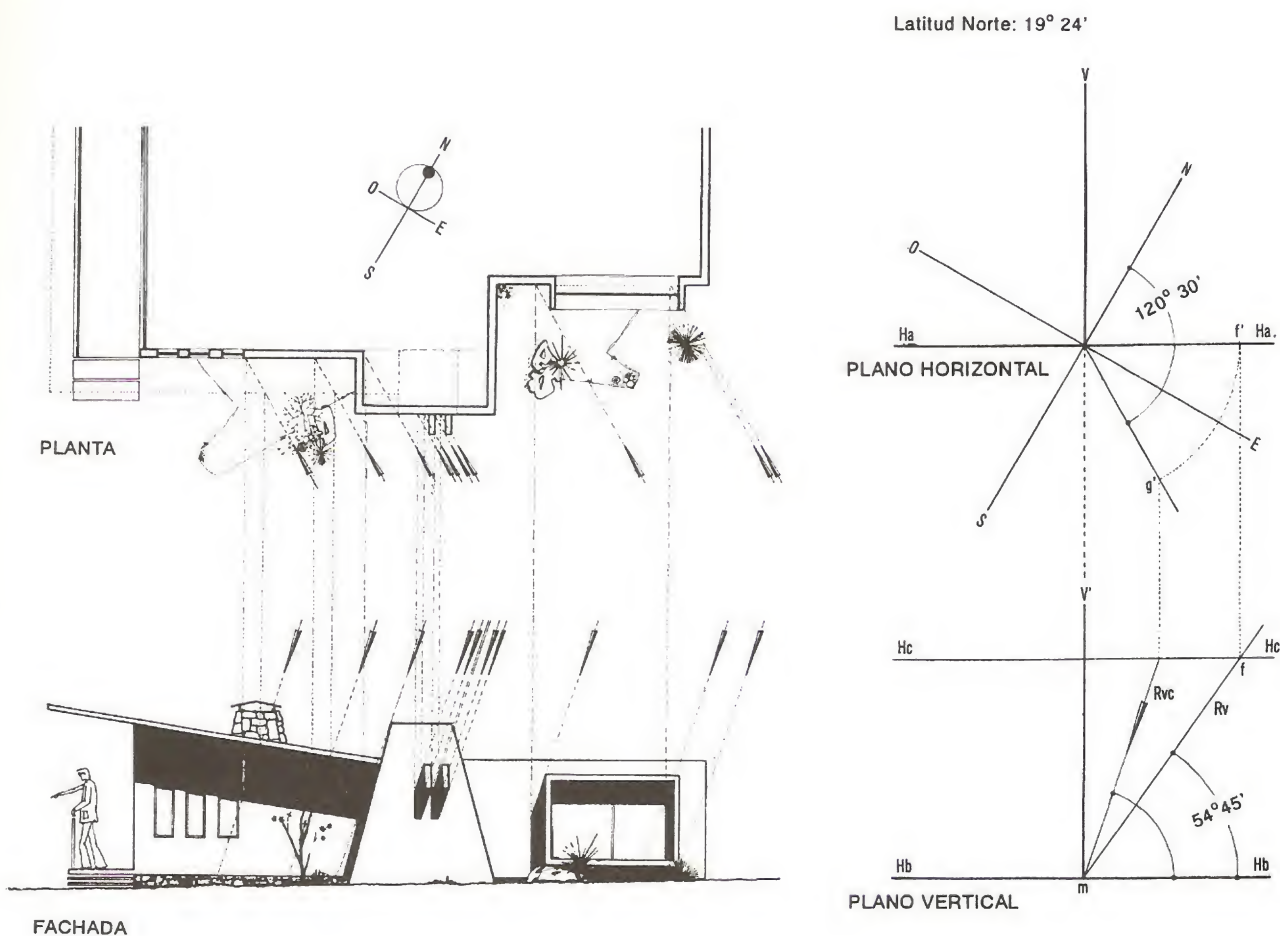 Latitud Norte: 19° 24'
V
N
O
E
S
N
O
120° 30'
Ha
f' Ha.
PLANO HORIZONTAL
E
g'
S
PLANTA
V'
Hc
Hc
f
Rvc
Rv
54° 45'
Hb
Hb
m
PLANO VERTICAL
FACHADA